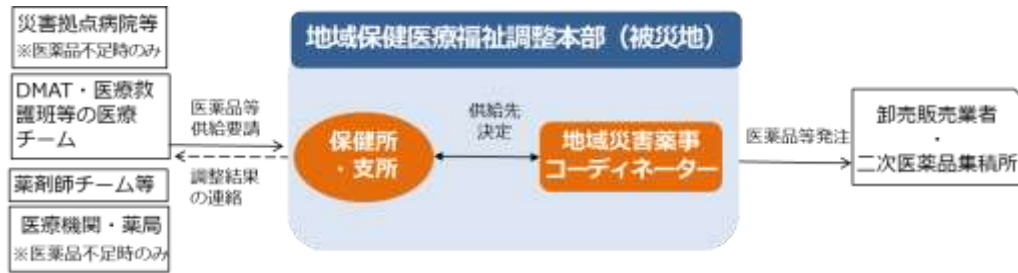 災害拠点病院等
※医薬品不足時のみ
DMAT・医療救
護班等の医療
チーム
薬剤師チーム等
医療機関・薬局
※医薬品不足時のみ
医薬品等
供給要請
調整結果
の連絡
地域保健医療福祉調整本部（被災地）
保健所
・支所
供給先
決定
地域災害薬事
コーディネーター
医薬品等発注
卸売販売業者
・
二次医薬品集積所